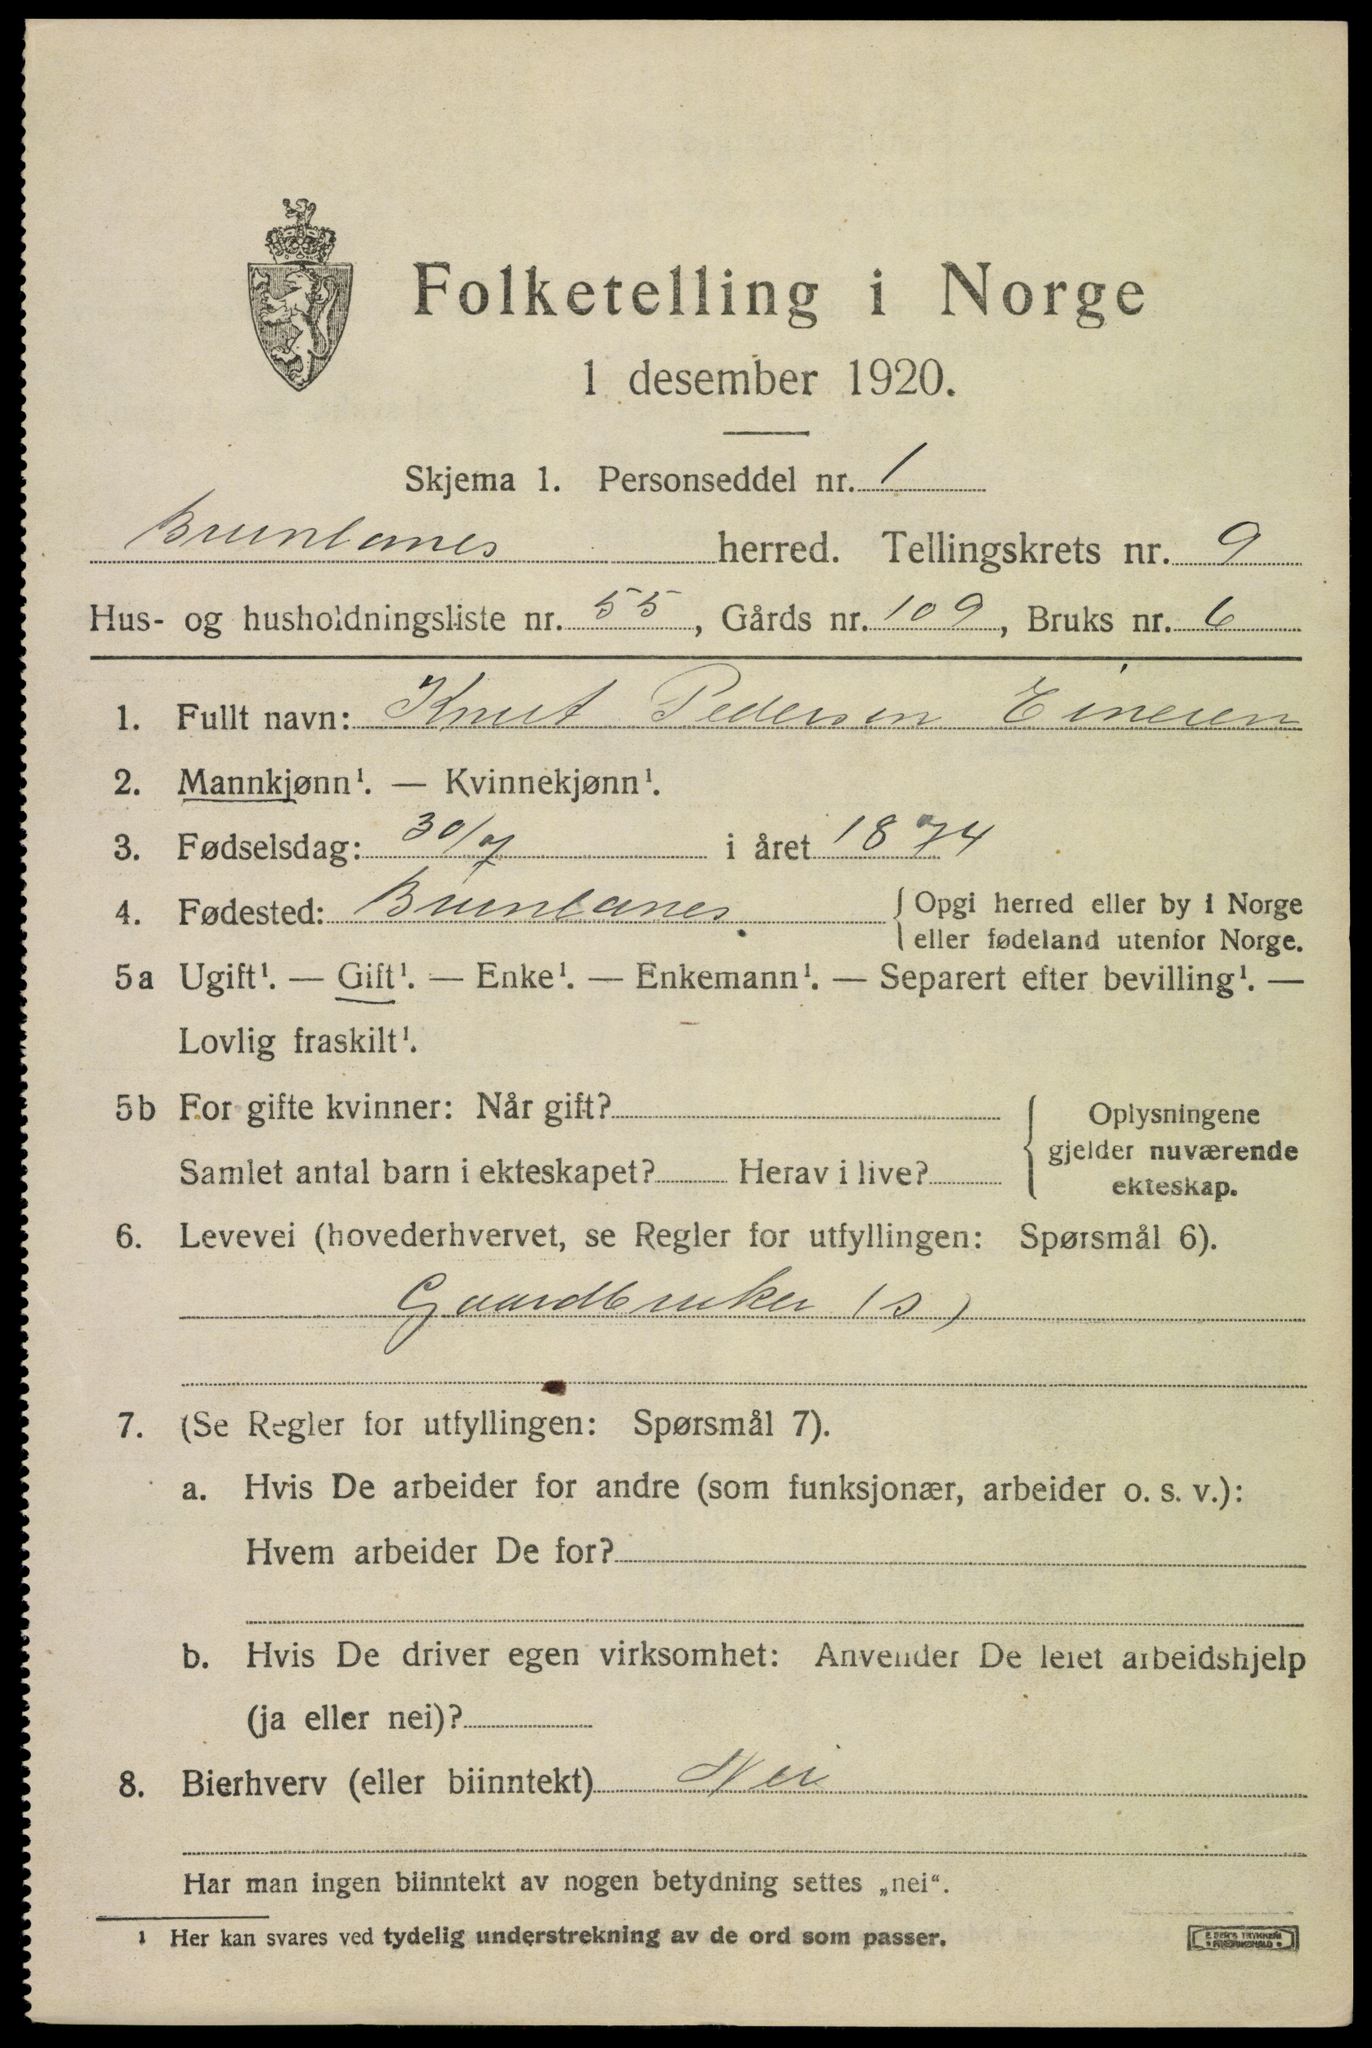 Folketelling i Norge
1 desember 1920.
Skjema 1. Personseddel nr. 1
Brunlanes herred. Tellingskrets nr. 9
Hus- og husholdningsliste nr. 55, Gårds nr. 109, Bruks nr. 6
1. Fullt navn: Knut Pedersen
2. Mannkjønn¹. — Kvinnekjønn¹.
3. Fødselsdag: 30/7 i året 1874
4. Fødested: Brunlanes { Opgi herred eller by i Norge
eller fødeland utenfor Norge.
5a Ugift¹. — Gift¹. — Enke¹. — Enkemann¹. — Separert efter bevilling¹. —
Lovlig fraskilt¹.
5b For gifte kvinner: Når gift?
Samlet antal barn i ekteskapet? Herav i live?
{ Oplysningene
gjelder nuværende
ekteskap.
6. Levevei (hovederhvervet, se Regler for utfyllingen: Spørsmål 6).
Gaardbruker (s)
7. (Se Regler for utfyllingen: Spørsmål 7).
a. Hvis De arbeider for andre (som funksjonær, arbeider o. s. v.):
Hvem arbeider De for?
b. Hvis De driver egen virksomhet: Anvender De leiet arbeidshjelp
(ja eller nei)?
8. Bierhverv (eller biinntekt) Nei
Har man ingen biinntekt av nogen betydning settes „nei“.
1 Her kan svares ved tydelig understrekning av de ord som passer.